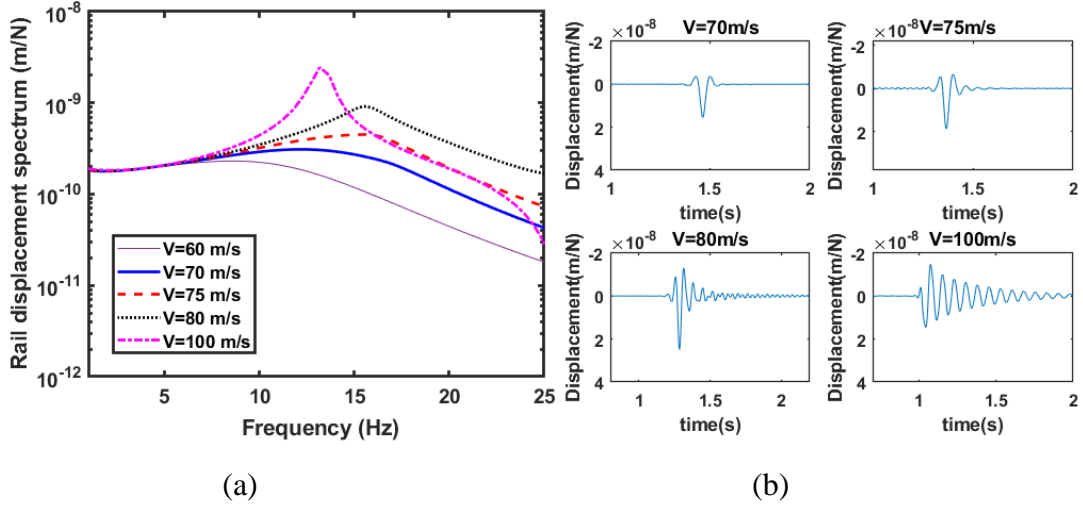 Rail displacement spectrum (m/N)
10⁻⁸
10⁻⁹
10⁻¹⁰
10⁻¹¹
10⁻¹²
V=60 m/s
V=70 m/s
V=75 m/s
V=80 m/s
V=100 m/s
5 10 15 20 25
Frequency (Hz)
(a)
×10⁻⁸ V=70m/s
Displacement(m/N)
-2
0
2
4
1 1.5 2
time(s)
×10⁻⁸ V=75m/s
Displacement(m/N)
-2
0
2
4
1 1.5 2
time(s)
×10⁻⁸ V=80m/s
Displacement(m/N)
-2
0
2
4
1 1.5 2
time(s)
×10⁻⁸ V=100m/s
Displacement(m/N)
-2
0
2
4
1 1.5 2
time(s)
(b)